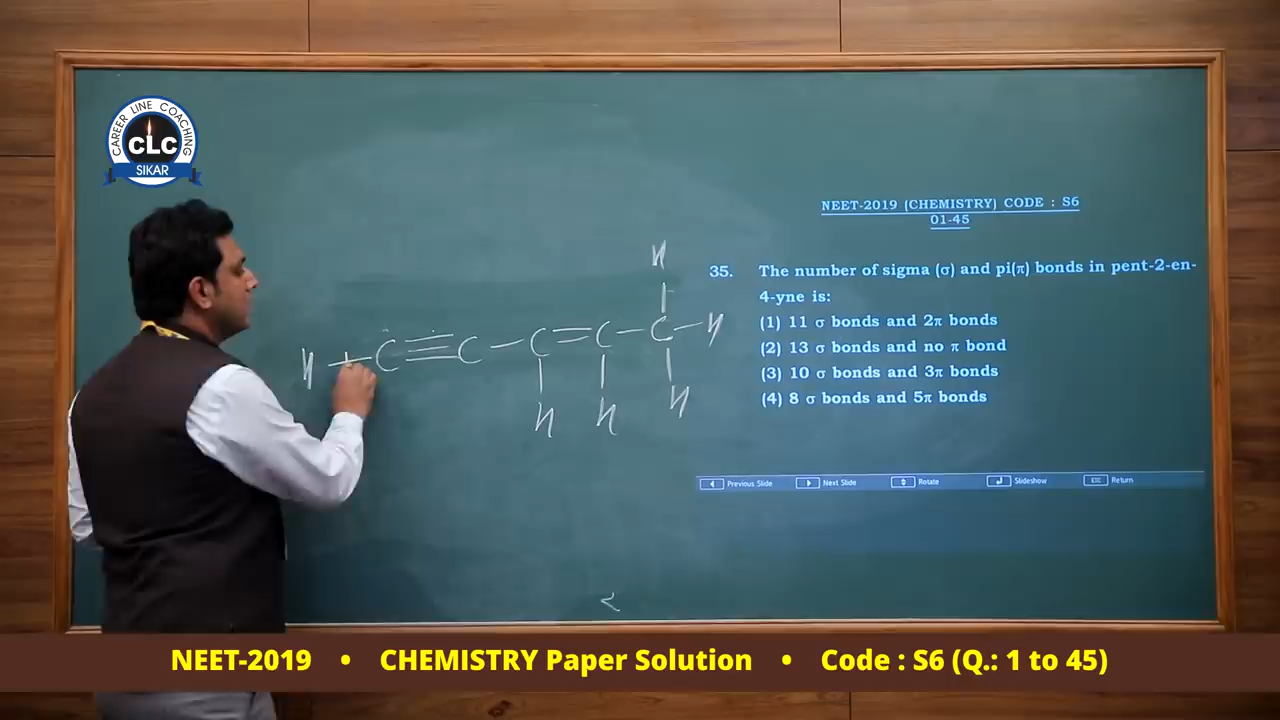 CAREER LINE COACHING
CLC
SIKAR
NEET-2019 (CHEMISTRY) CODE : S6
01-45
35. The number of sigma (σ) and pi(π) bonds in pent-2-en-
4-yne is:
(1) 11 σ bonds and 2π bonds
(2) 13 σ bonds and no π bond
(3) 10 σ bonds and 3π bonds
(4) 8 σ bonds and 5π bonds
H
H — C ≡ C — C = C — C — H
H H H
Previous Slide Next Slide Rotate Slideshow ESC Return
NEET-2019 • CHEMISTRY Paper Solution • Code : S6 (Q.: 1 to 45)